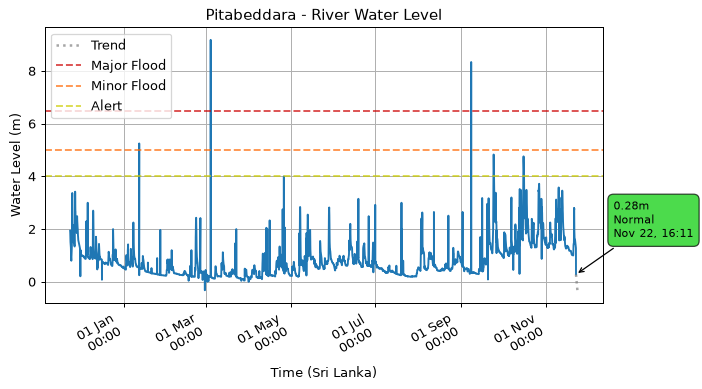 Pitabeddara - River Water Level
Trend
Major Flood
Minor Flood
Alert
Water Level (m)
8
6
4
2
0
0.28m
Normal
Nov 22, 16:11
01 Jan
00:00
01 Mar
00:00
01 May
00:00
01 Jul
00:00
01 Sep
00:00
01 Nov
00:00
Time (Sri Lanka)